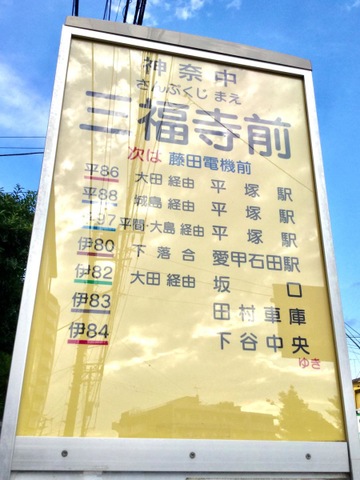 神奈中
さんぷくじ まえ
三福寺前
次は 藤田電機前
平86 大田 経由 平塚駅
平88 城島 経由 平塚駅
平97 平間・大島 経由 平塚駅
伊80 下落合 愛甲石田駅
伊82 大田 経由 坂口
伊83 田村車庫
伊84 下谷中央
ゆき